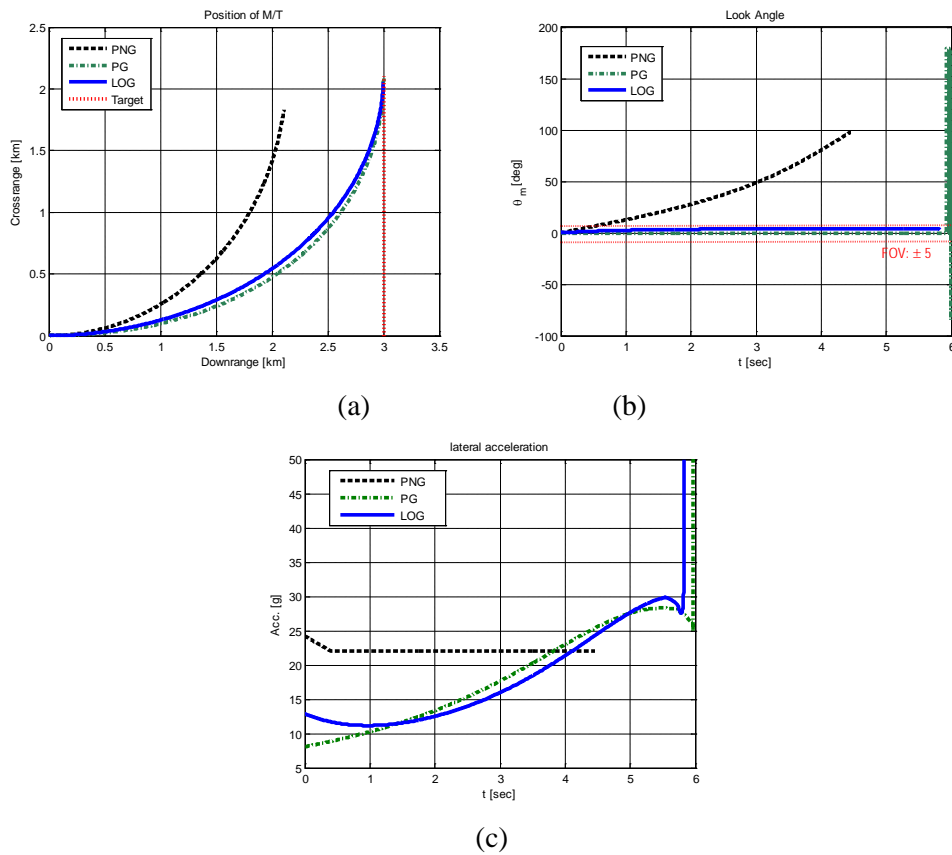 Position of M/T
PNG
PG
LOG
Target
Crossrange [km]
2.5
2
1.5
1
0.5
0
0 0.5 1 1.5 2 2.5 3 3.5
Downrange [km]
(a)
Look Angle
PNG
PG
LOG
θ_m [deg]
200
150
100
50
0
-50
-100
FOV: ± 5
0 1 2 3 4 5 6
t [sec]
(b)
lateral acceleration
PNG
PG
LOG
Acc. [g]
50
45
40
35
30
25
20
15
10
5
0 1 2 3 4 5 6
t [sec]
(c)